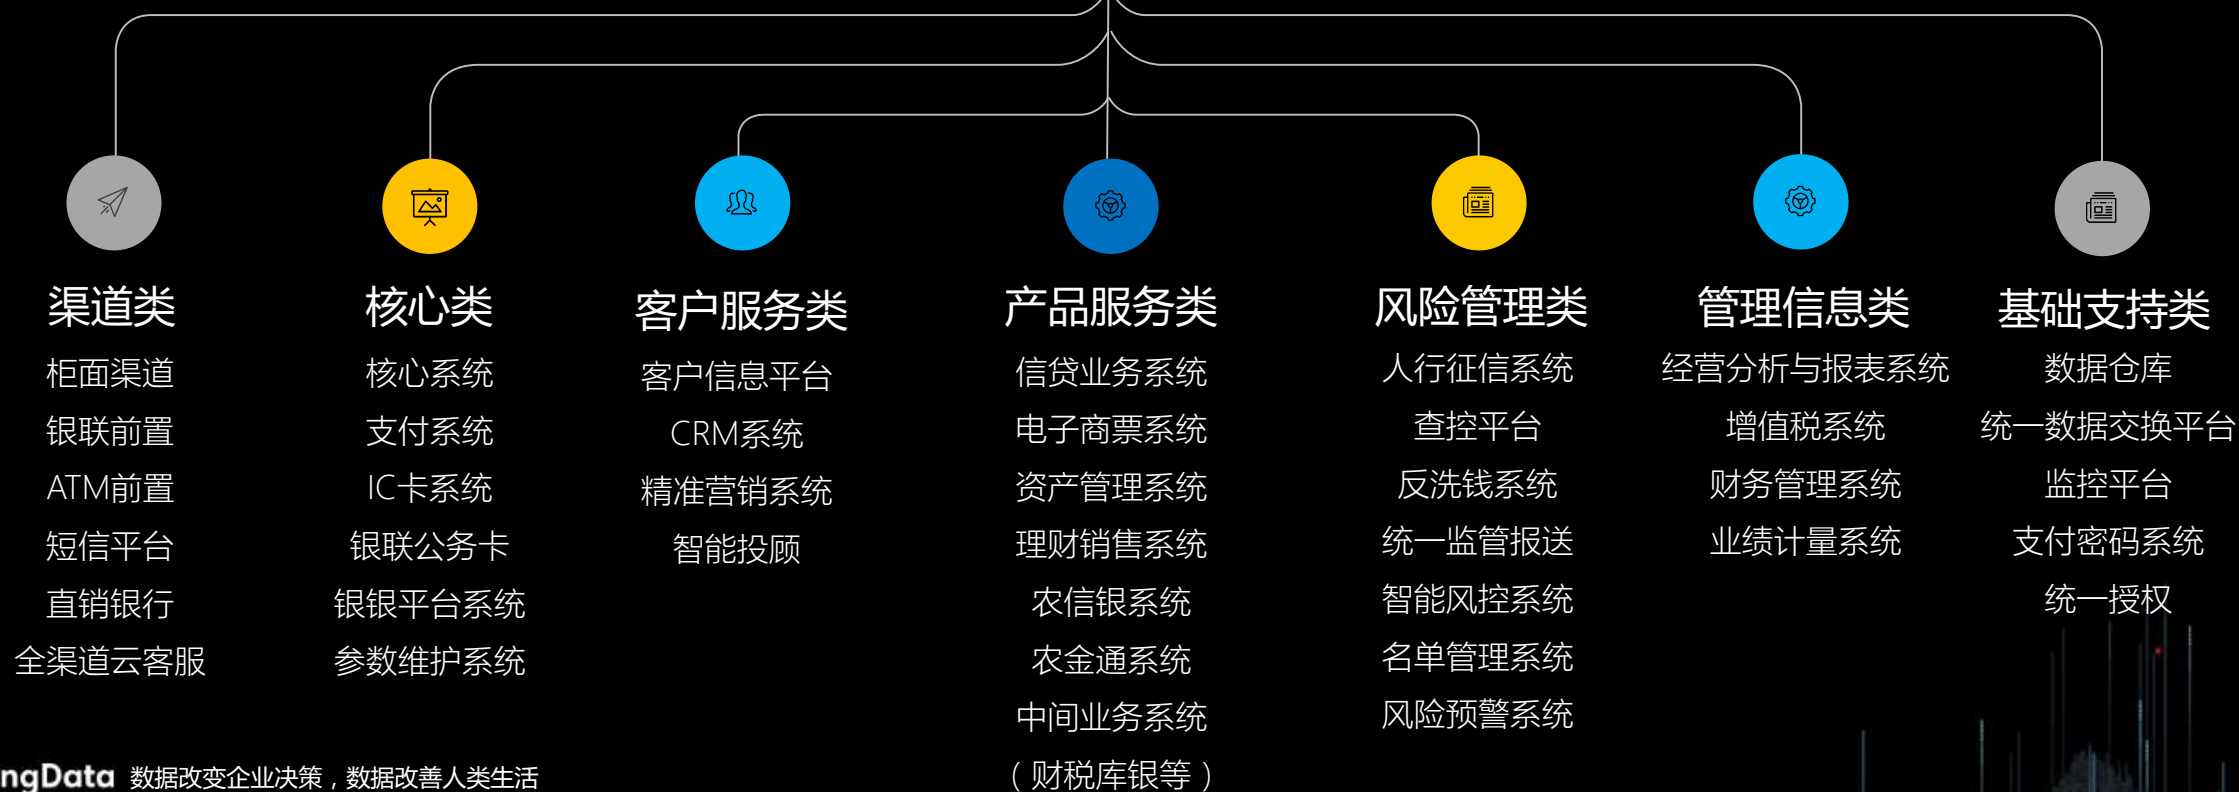 渠道类
柜面渠道
银联前置
ATM前置
短信平台
直销银行
全渠道云客服
核心类
核心系统
支付系统
IC卡系统
银联公务卡
银银平台系统
参数维护系统
客户服务类
客户信息平台
CRM系统
精准营销系统
智能投顾
产品服务类
信贷业务系统
电子商票系统
资产管理系统
理财销售系统
农信银系统
农金通系统
中间业务系统
（财税库银等）
风险管理类
人行征信系统
查控平台
反洗钱系统
统一监管报送
智能风控系统
名单管理系统
风险预警系统
管理信息类
经营分析与报表系统
增值税系统
财务管理系统
业绩计量系统
基础支持类
数据仓库
统一数据交换平台
监控平台
支付密码系统
统一授权
ngData 数据改变企业决策，数据改善人类生活